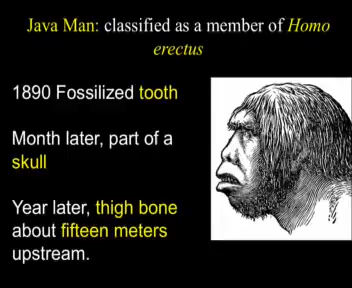 Java Man: classified as a member of Homo
erectus
1890 Fossilized tooth
Month later, part of a
skull
Year later, thigh bone
about fifteen meters
upstream.